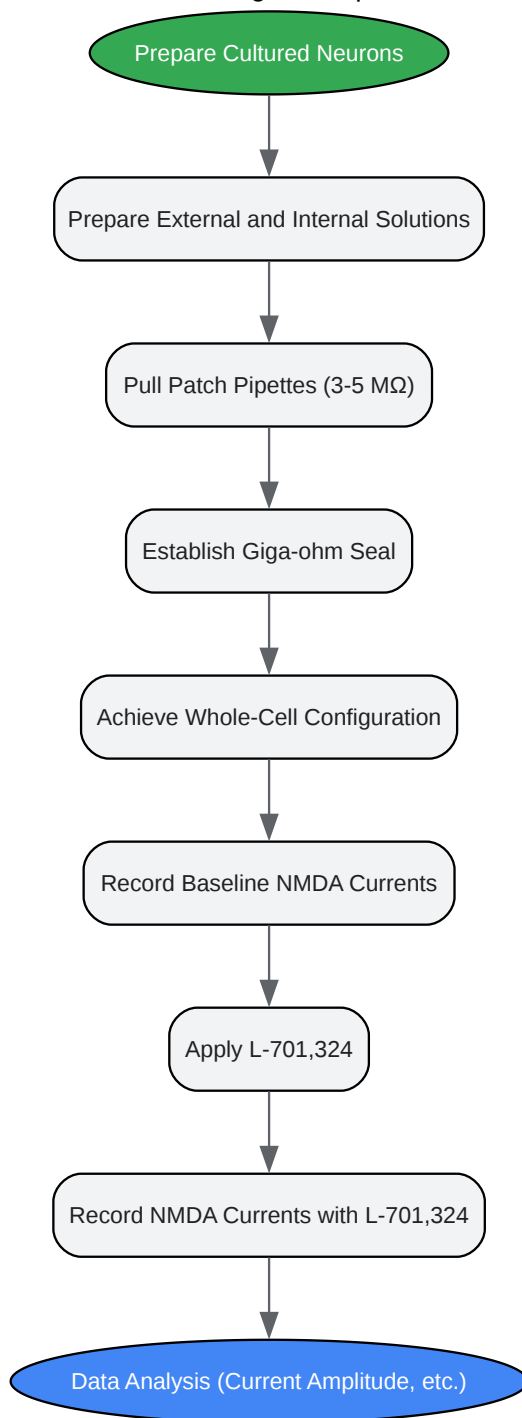 Prepare Cultured Neurons
Prepare External and Internal Solutions
Pull Patch Pipettes (3-5 MΩ)
Establish Giga-ohm Seal
Achieve Whole-Cell Configuration
Record Baseline NMDA Currents
Apply L-701,324
Record NMDA Currents with L-701,324
Data Analysis (Current Amplitude, etc.)